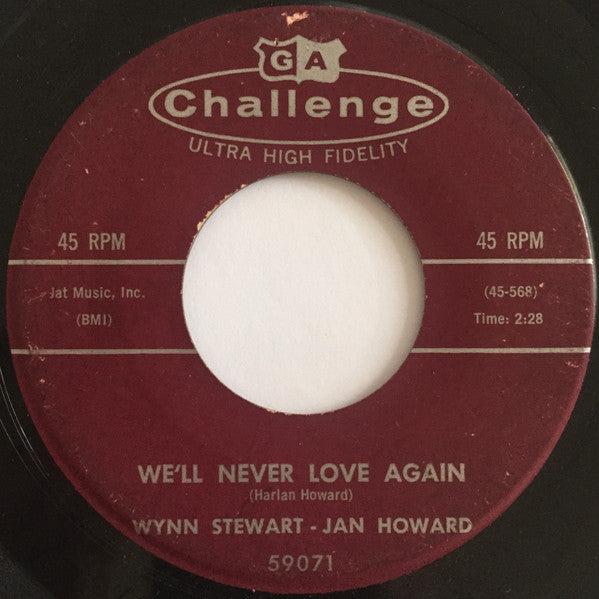 GA
Challenge
ULTRA HIGH FIDELITY
45 RPM
45 RPM
Jat Music, Inc.
(BMI)
(45-568)
Time: 2:28
WE'LL NEVER LOVE AGAIN
(Harlan Howard)
WYNN STEWART - JAN HOWARD
59071